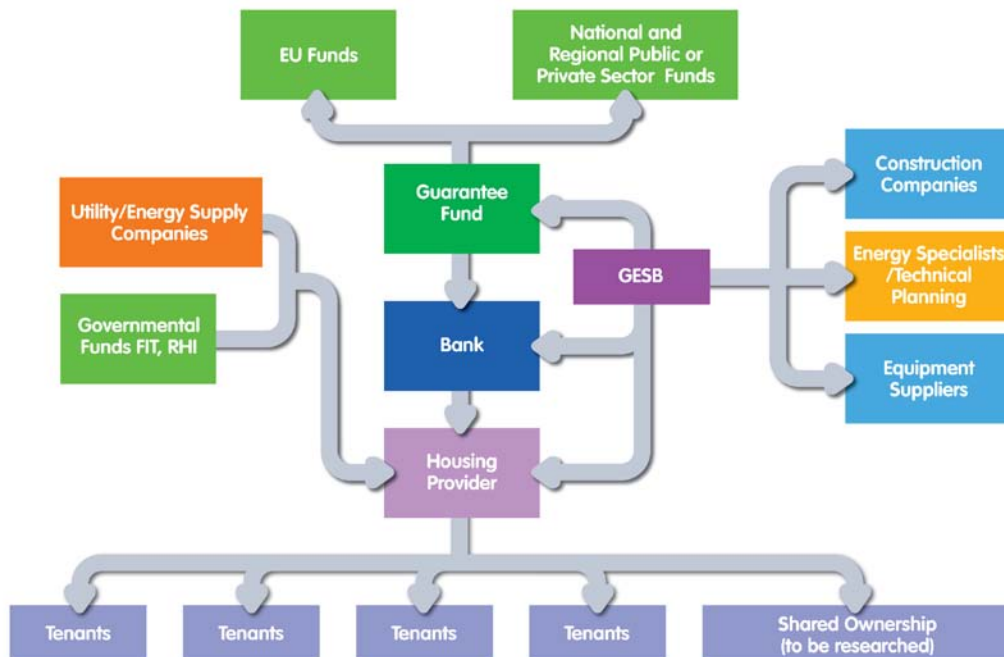 EU Funds
National and
Regional Public or
Private Sector Funds
Utility/Energy Supply
Companies
Guarantee
Fund
Construction
Companies
GESB
Energy Specialists
/Technical
Planning
Governmental
Funds FIT, RHI
Bank
Equipment
Suppliers
Housing
Provider
Tenants
Tenants
Tenants
Tenants
Shared Ownership
(to be researched)